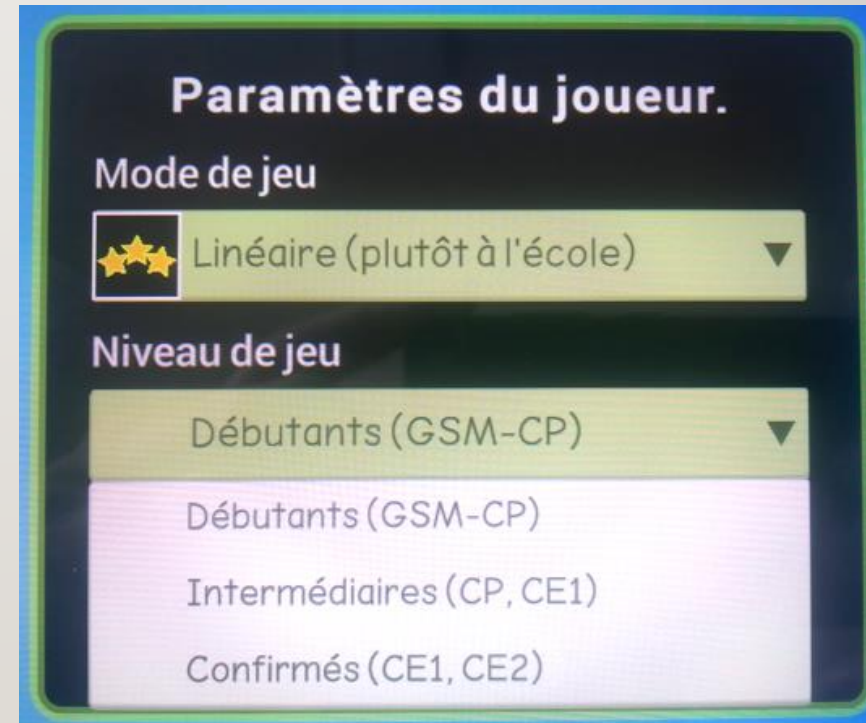 Paramètres du joueur.
Mode de jeu
Linéaire (plutôt à l'école)
Niveau de jeu
Débutants (GSM-CP)
Débutants (GSM-CP)
Intermédiaires (CP, CE1)
Confirmés (CE1, CE2)